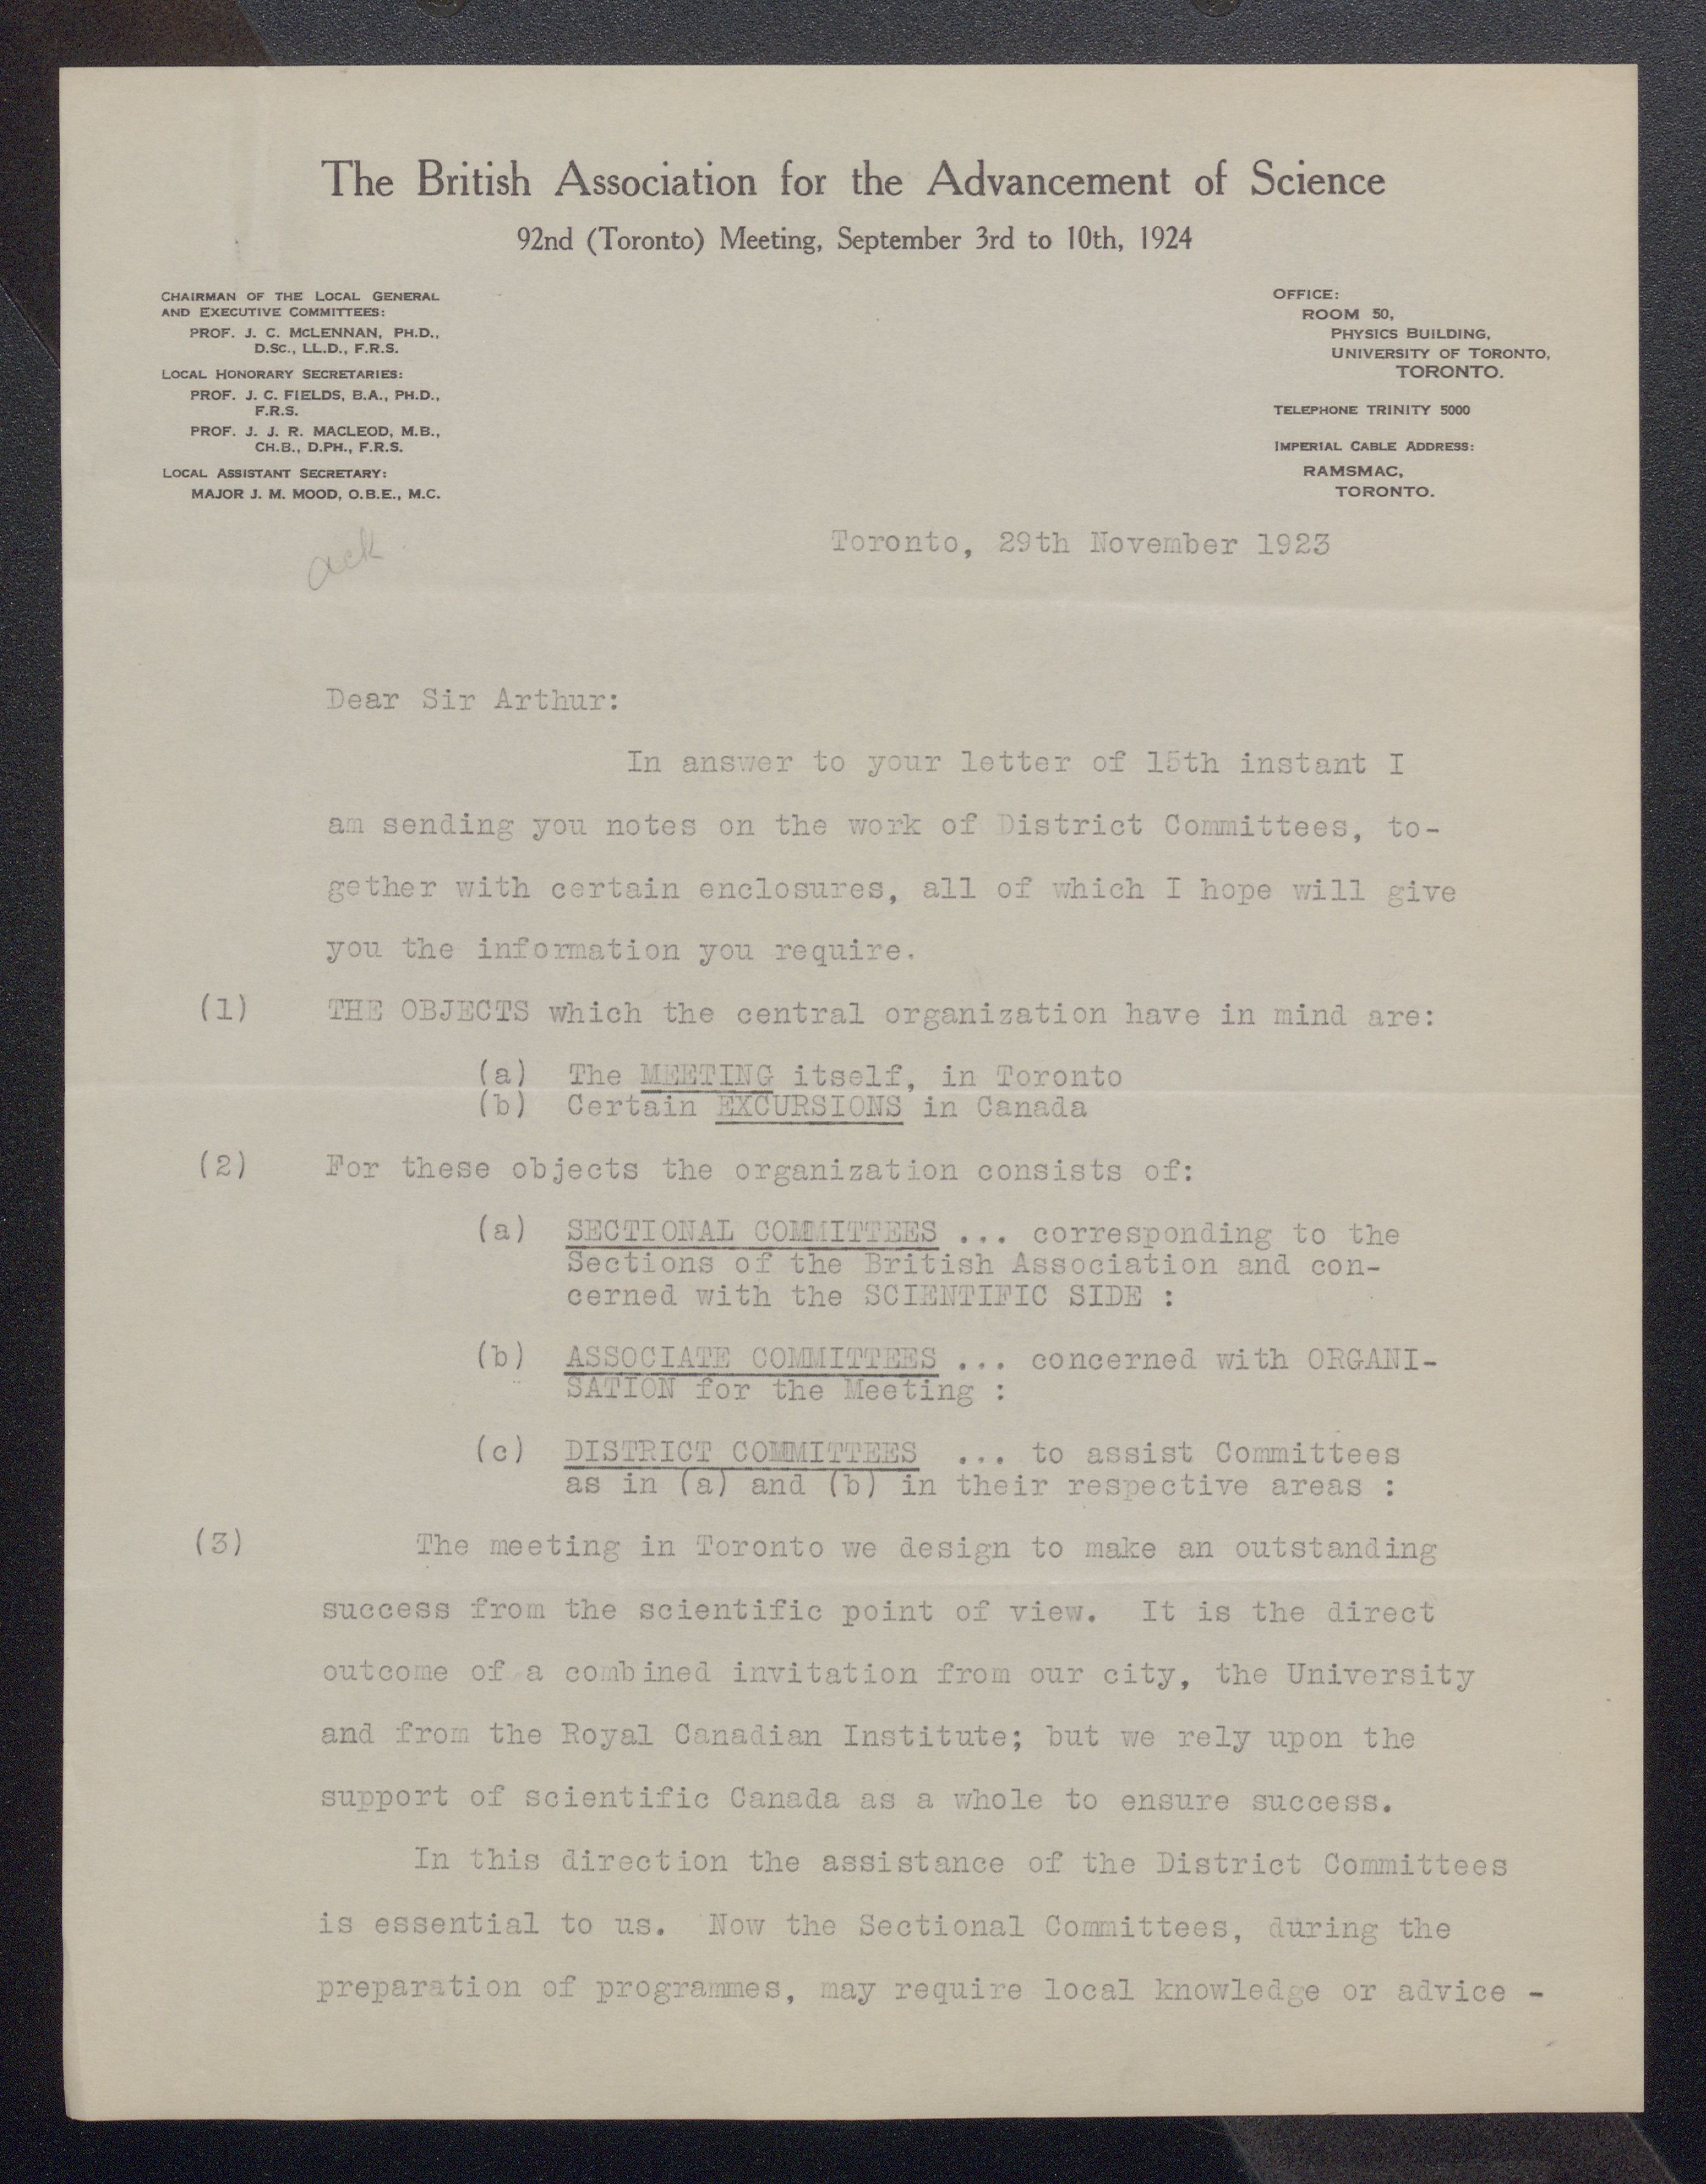 The British Association for the Advancement of Science
92nd (Toronto) Meeting, September 3rd to 10th, 1924
CHAIRMAN OF THE LOCAL GENERAL
AND EXECUTIVE COMMITTEES:
PROF. J. C. McLENNAN, PH.D.,
D.SC., LL.D., F.R.S.
LOCAL HONORARY SECRETARIES:
PROF. J. C. FIELDS, B.A., PH.D.,
F.R.S.
PROF. J. J. R. MACLEOD, M.B.,
CH.B., D.PH., F.R.S.
LOCAL ASSISTANT SECRETARY:
MAJOR J. M. MOOD, O.B.E., M.C.
OFFICE:
ROOM 50,
PHYSICS BUILDING,
UNIVERSITY OF TORONTO,
TORONTO.
TELEPHONE TRINITY 5000
IMPERIAL CABLE ADDRESS:
RAMSMAC,
TORONTO.
ack
Toronto, 29th November 1923
Dear Sir Arthur:
In answer to your letter of 15th instant I
am sending you notes on the work of District Committees, to-
gether with certain enclosures, all of which I hope will give
you the information you require.
(1) THE OBJECTS which the central organization have in mind are:
(a) The MEETING itself, in Toronto
(b) Certain EXCURSIONS in Canada
(2) For these objects the organization consists of:
(a) SECTIONAL COMMITTEES ... corresponding to the
Sections of the British Association and con-
cerned with the SCIENTIFIC SIDE :
(b) ASSOCIATE COMMITTEES ... concerned with ORGANI-
SATION for the Meeting :
(c) DISTRICT COMMITTEES ... to assist Committees
as in (a) and (b) in their respective areas :
(3) The meeting in Toronto we design to make an outstanding
success from the scientific point of view. It is the direct
outcome of a combined invitation from our city, the University
and from the Royal Canadian Institute; but we rely upon the
support of scientific Canada as a whole to ensure success.
In this direction the assistance of the District Committees
is essential to us. Now the Sectional Committees, during the
preparation of programmes, may require local knowledge or advice -